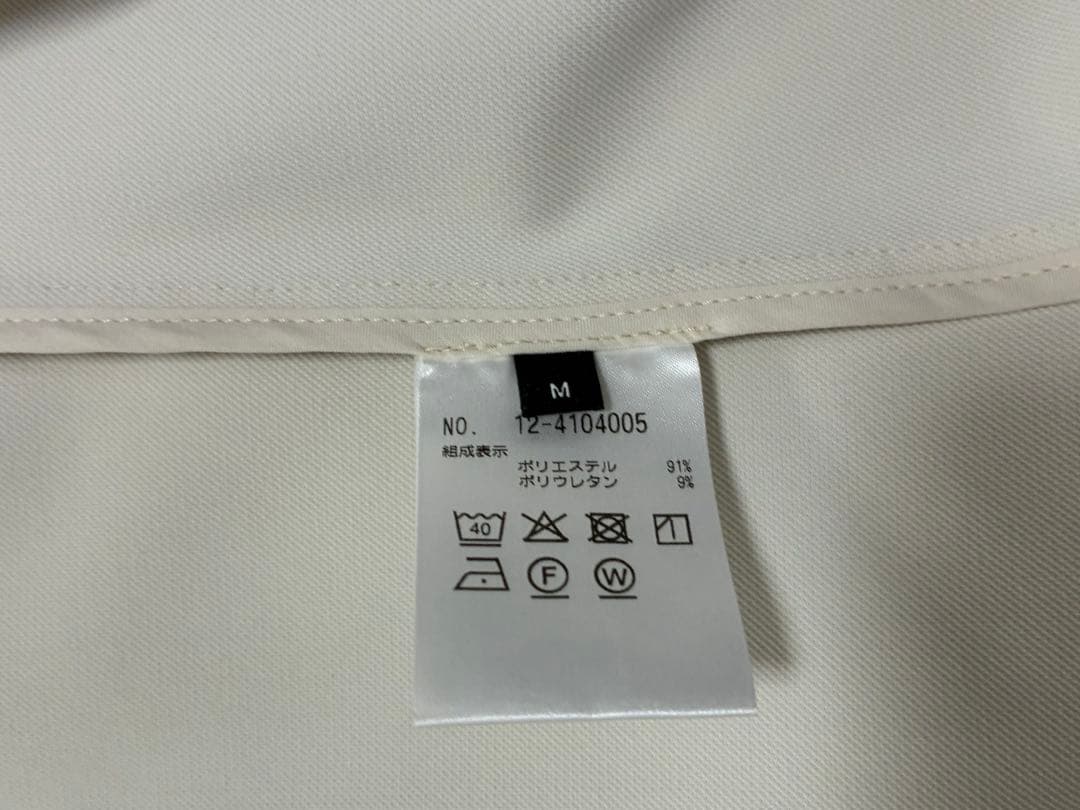 M
NO. 12-4104005
組成表示
ポリエステル 91%
ポリウレタン 9%
40
F W